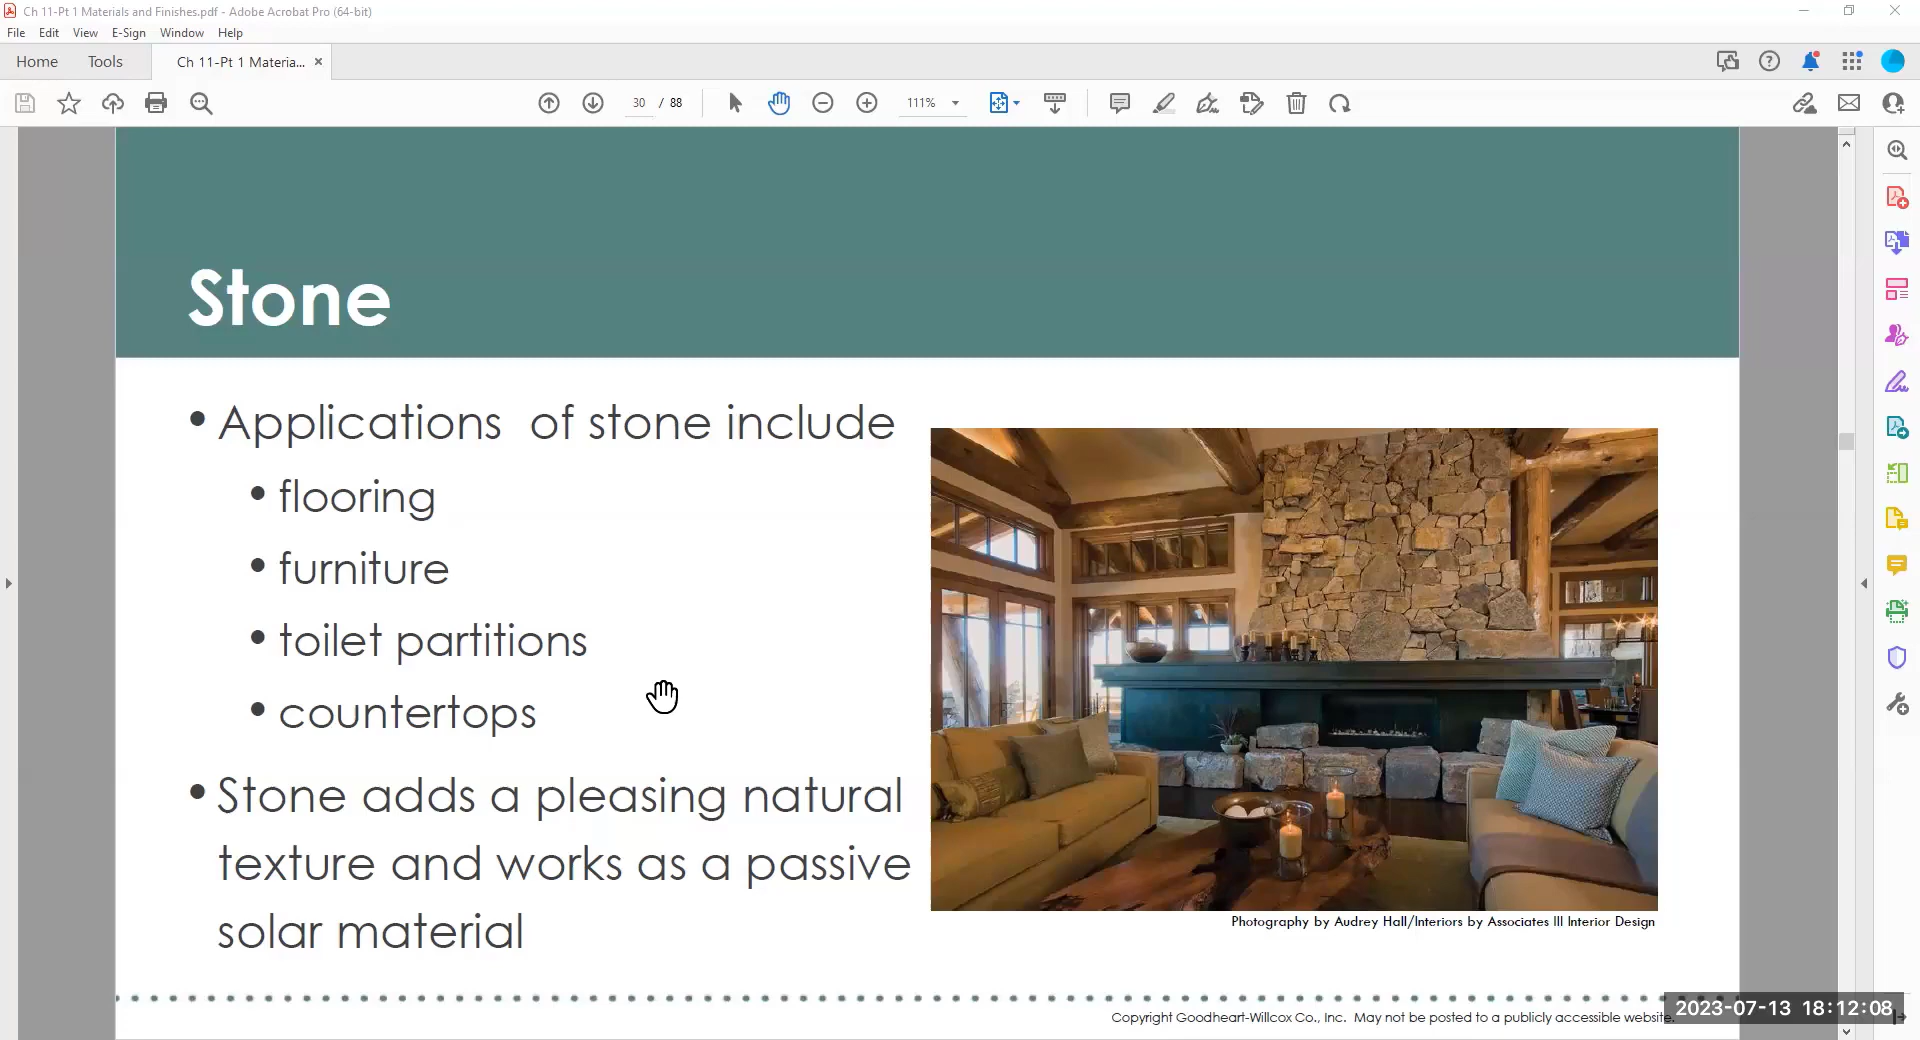 Ch 11-Pt 1 Materials and Finishes.pdf - Adobe Acrobat Pro (64-bit)
File Edit View E-Sign Window Help
Home Tools Ch 11-Pt 1 Materia...
30 / 88 111%
Stone
• Applications of stone include
• flooring
• furniture
• toilet partitions
• countertops
• Stone adds a pleasing natural
texture and works as a passive
solar material
Photography by Audrey Hall/Interiors by Associates III Interior Design
2023-07-13 18:12:08
Copyright Goodheart-Willcox Co., Inc. May not be posted to a publicly accessible website.